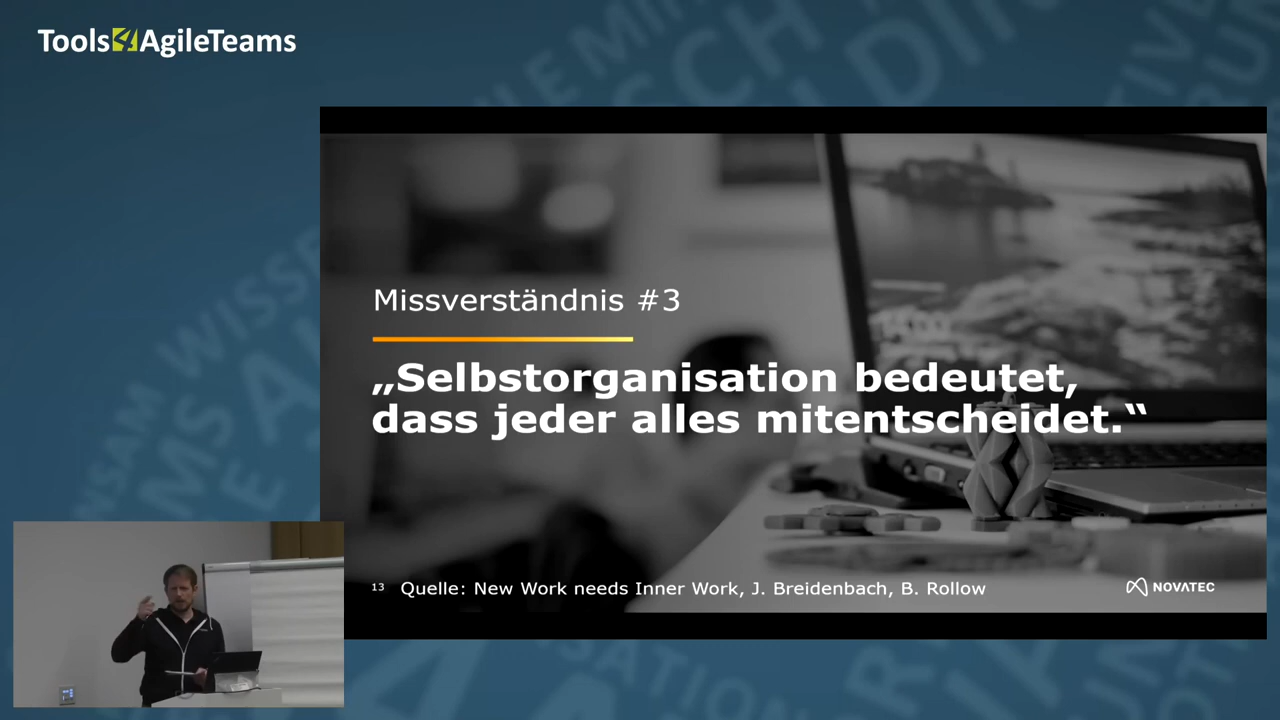 Tools4AgileTeams
Missverständnis #3
„Selbstorganisation bedeutet,
dass jeder alles mitentscheidet.“
13 Quelle: New Work needs Inner Work, J. Breidenbach, B. Rollow
NOVATEC